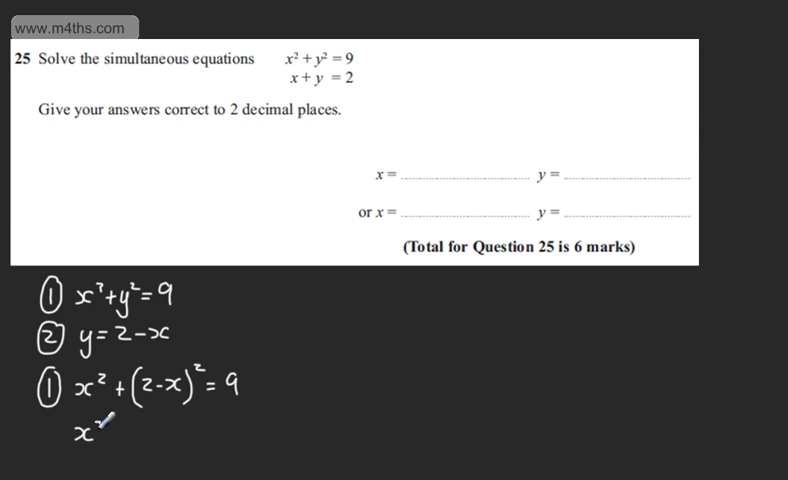 www.m4ths.com
25 Solve the simultaneous equations x² + y² = 9
x + y = 2
Give your answers correct to 2 decimal places.
x = ........................................ y = ........................................
or x = ........................................ y = ........................................
(Total for Question 25 is 6 marks)
① x²+y²=9
② y=2-x
① x²+(2-x)²=9
x²